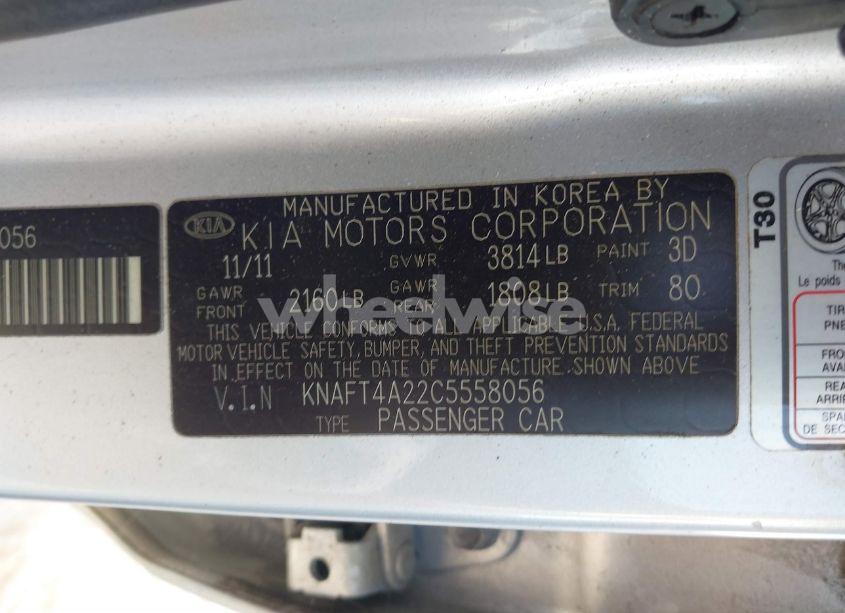 MANUFACTURED IN KOREA BY
KIA KIA MOTORS CORPORATION
11/11 GVWR 3814LB PAINT 3D
GAWR FRONT 2160LB GAWR REAR 1808LB TRIM 80
THIS VEHICLE CONFORMS TO ALL APPLICABLE U.S.A. FEDERAL
MOTOR VEHICLE SAFETY, BUMPER, AND THEFT PREVENTION STANDARDS
IN EFFECT ON THE DATE OF MANUFACTURE SHOWN ABOVE
V.I.N KNAFT4A22C5558056
TYPE PASSENGER CAR
wheelwise
056
T30
The
Le poids
TIR
PNE
FRO
AVA
REA
ARRIE
SPA
DE SEC